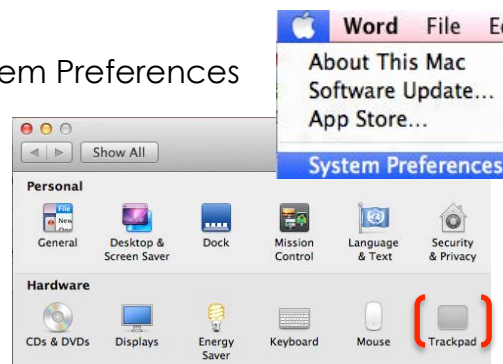 Word File
About This Mac
Software Update...
App Store...
System Preferences
em Preferences
Show All
Personal
General
Desktop & Screen Saver
Dock
Mission Control
Language & Text
Security & Privacy
Hardware
CDs & DVDs
Displays
Energy Saver
Keyboard
Mouse
Trackpad